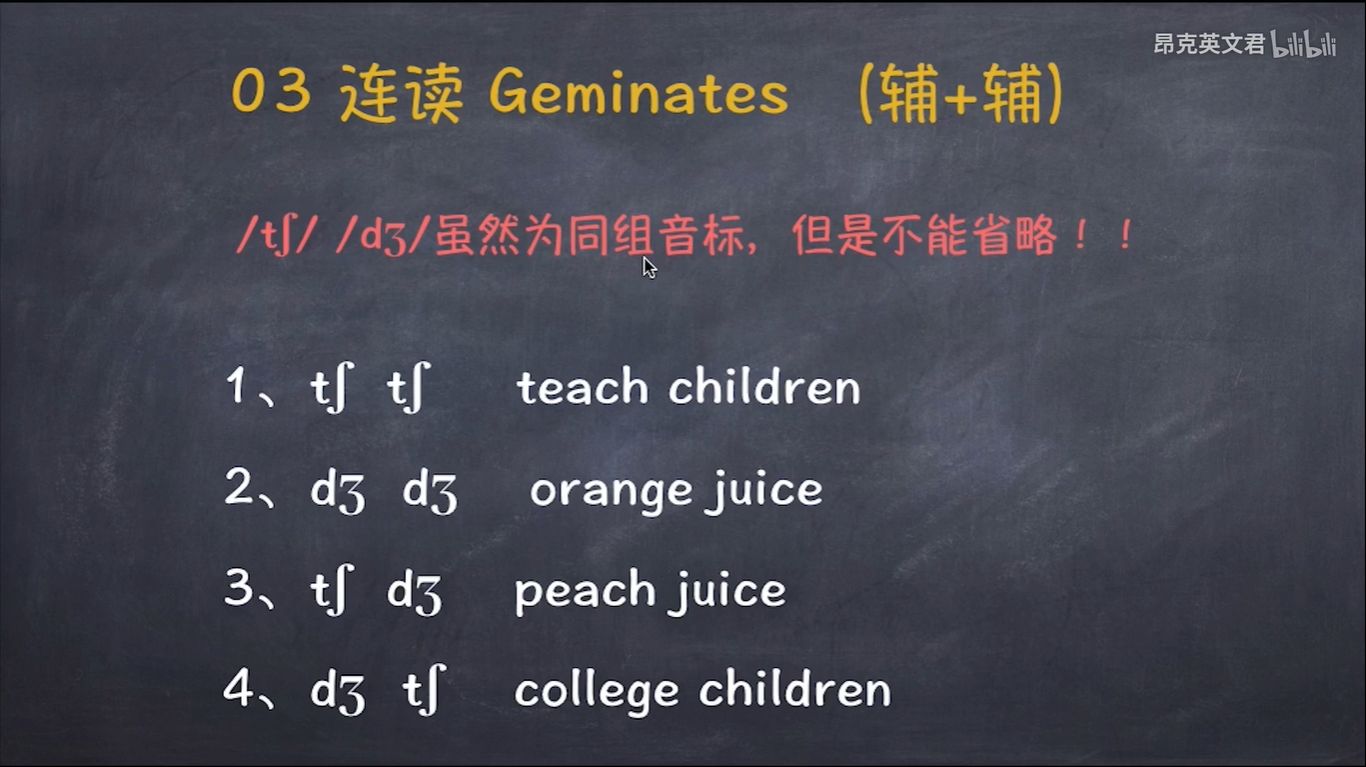 昂克英文君 bilibili
03 连读 Geminates （辅+辅）
/tʃ/ /dʒ/虽然为同组音标，但是不能省略！！
1、tʃ tʃ teach children
2、dʒ dʒ orange juice
3、tʃ dʒ peach juice
4、dʒ tʃ college children